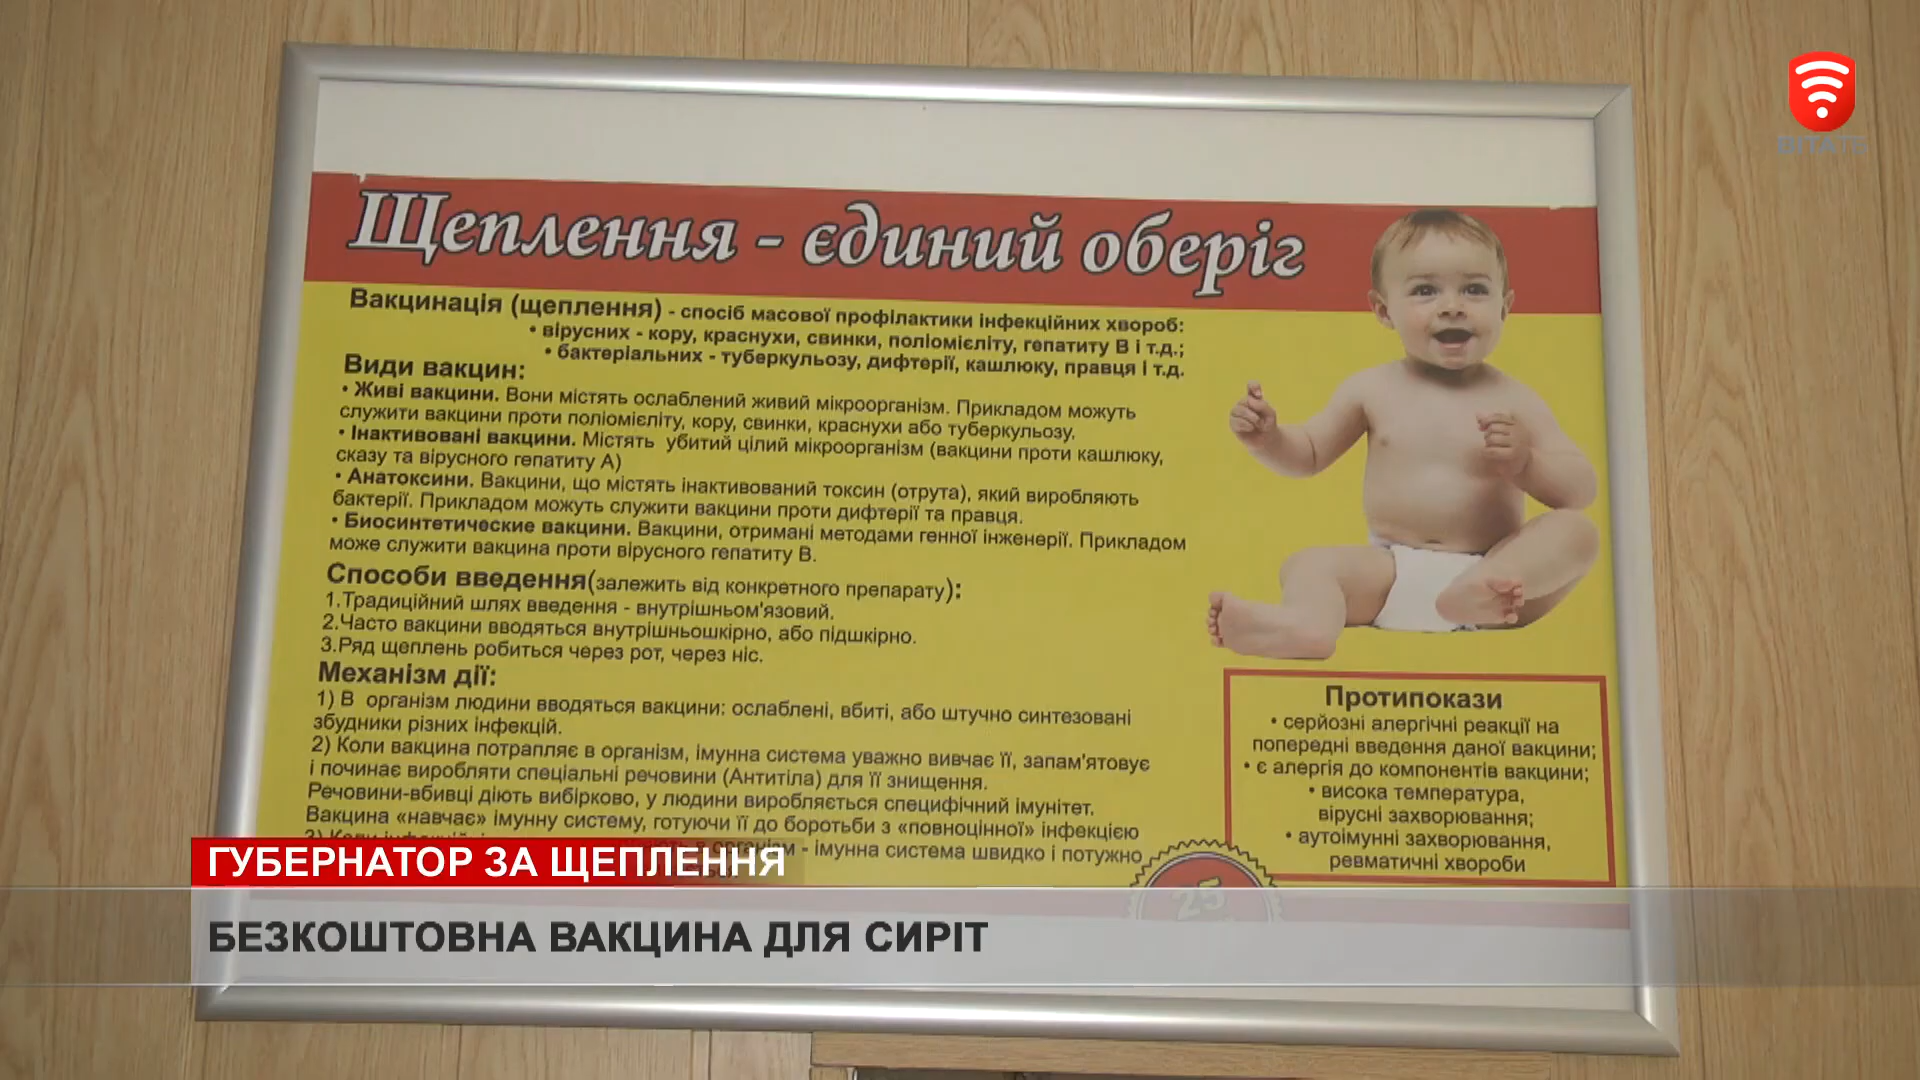 ВІТА ТБ
Щеплення - єдиний оберіг
Вакцинація (щеплення) - спосіб масової профілактики інфекційних хвороб:
• вірусних - кору, краснухи, свинки, поліомієліту, гепатиту В і т.д.;
• бактеріальних - туберкульозу, дифтерії, кашлюку, правця і т.д.
Види вакцин:
• Живі вакцини. Вони містять ослаблений живий мікроорганізм. Прикладом можуть
служити вакцини проти поліомієліту, кору, свинки, краснухи або туберкульозу.
• Інактивовані вакцини. Містять убитий цілий мікроорганізм (вакцини проти кашлюку,
сказу та вірусного гепатиту А)
• Анатоксини. Вакцини, що містять інактивований токсин (отрута), який виробляють
бактерії. Прикладом можуть служити вакцини проти дифтерії та правця.
• Биосинтетические вакцини. Вакцини, отримані методами генної інженерії. Прикладом
може служити вакцина проти вірусного гепатиту В.
Способи введення(залежить від конкретного препарату):
1.Традиційний шлях введення - внутрішньом'язовий.
2.Часто вакцини вводяться внутрішньошкірно, або підшкірно.
3.Ряд щеплень робиться через рот, через ніс.
Механізм дії:
1) В організм людини вводяться вакцини: ослаблені, вбиті, або штучно синтезовані
збудники різних інфекцій.
2) Коли вакцина потрапляє в організм, імунна система уважно вивчає її, запам'ятовує
і починає виробляти спеціальні речовини (Антитіла) для її знищення.
Речовини-вбивці діють вибірково, у людини виробляється специфічний імунітет.
Вакцина «навчає» імунну систему, готуючи її до боротьби з «повноцінної» інфекцією
3) Коли в організм - імунна система швидко і потужно
Протипокази
• серйозні алергічні реакції на
попередні введення даної вакцини;
• є алергія до компонентів вакцини;
• висока температура,
вірусні захворювання;
• аутоімунні захворювання,
ревматичні хвороби
25
ГУБЕРНАТОР ЗА ЩЕПЛЕННЯ
БЕЗКОШТОВНА ВАКЦИНА ДЛЯ СИРІТ